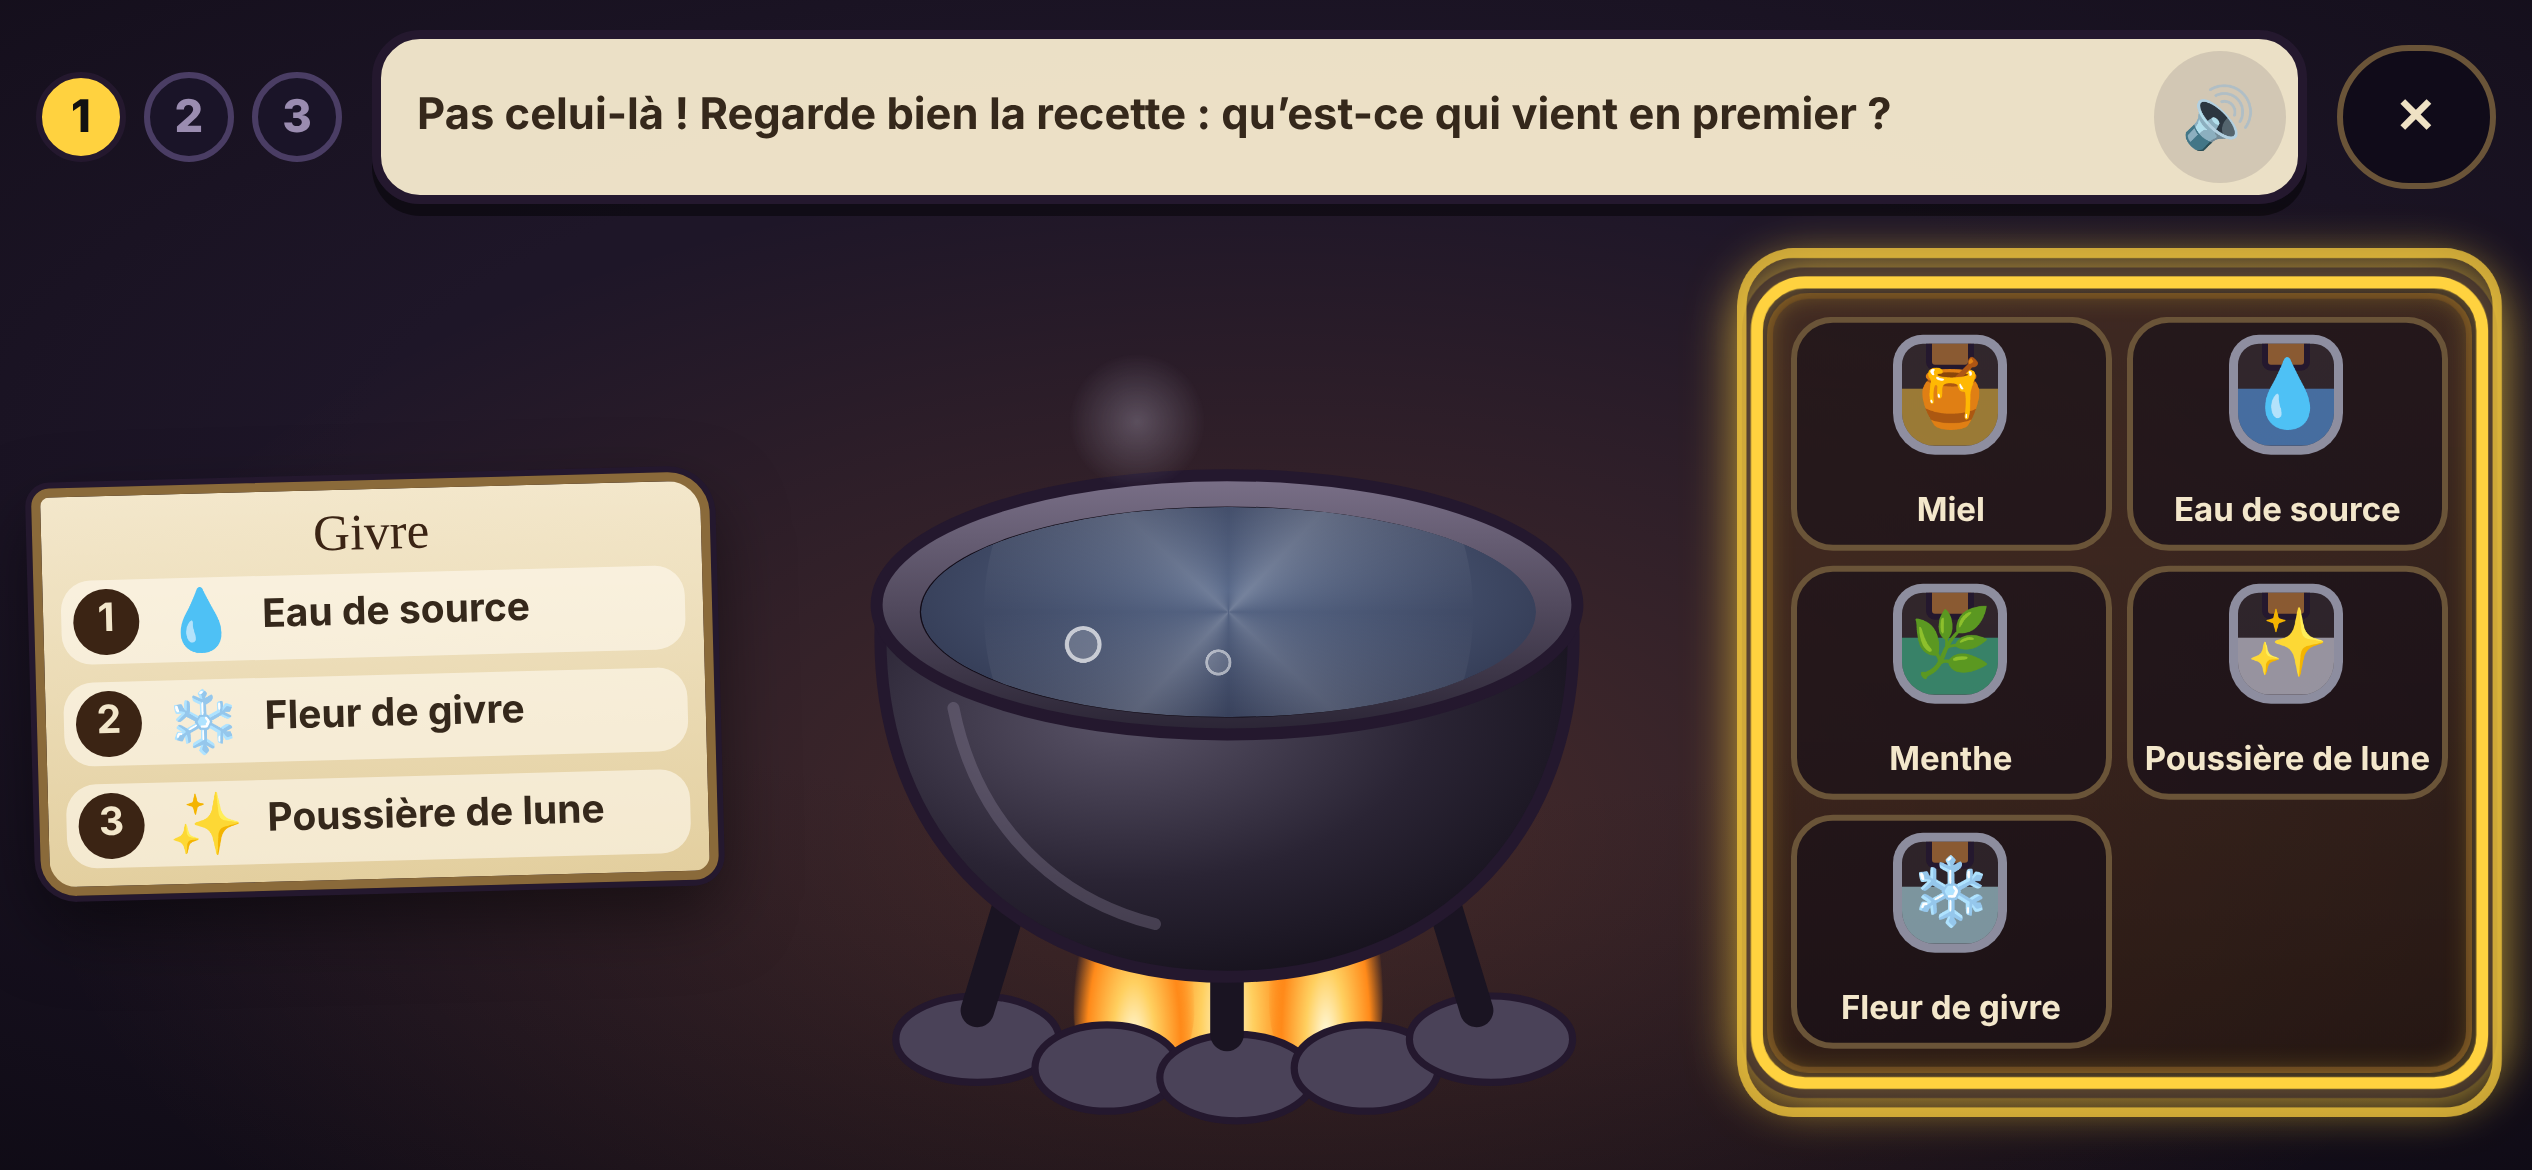 1 2 3
Pas celui-là ! Regarde bien la recette : qu’est-ce qui vient en premier ?
×
Givre
1 Eau de source
2 Fleur de givre
3 Poussière de lune
Miel
Eau de source
Menthe
Poussière de lune
Fleur de givre